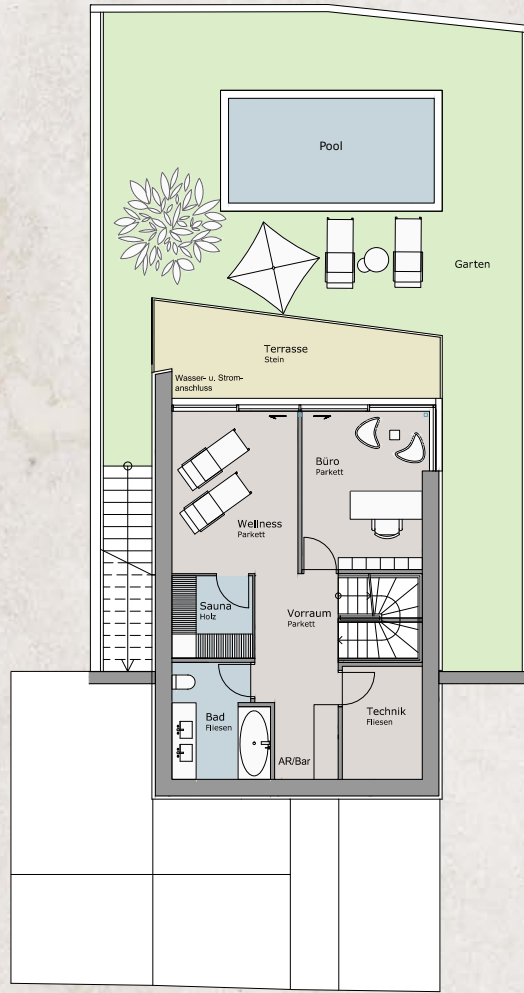 Pool
Garten
Terrasse
Stein
Wasser- u. Strom-
anschluss
Büro
Parkett
Wellness
Parkett
Sauna
Holz
Vorraum
Parkett
Bad
Fliesen
Technik
Fliesen
AR/Bar